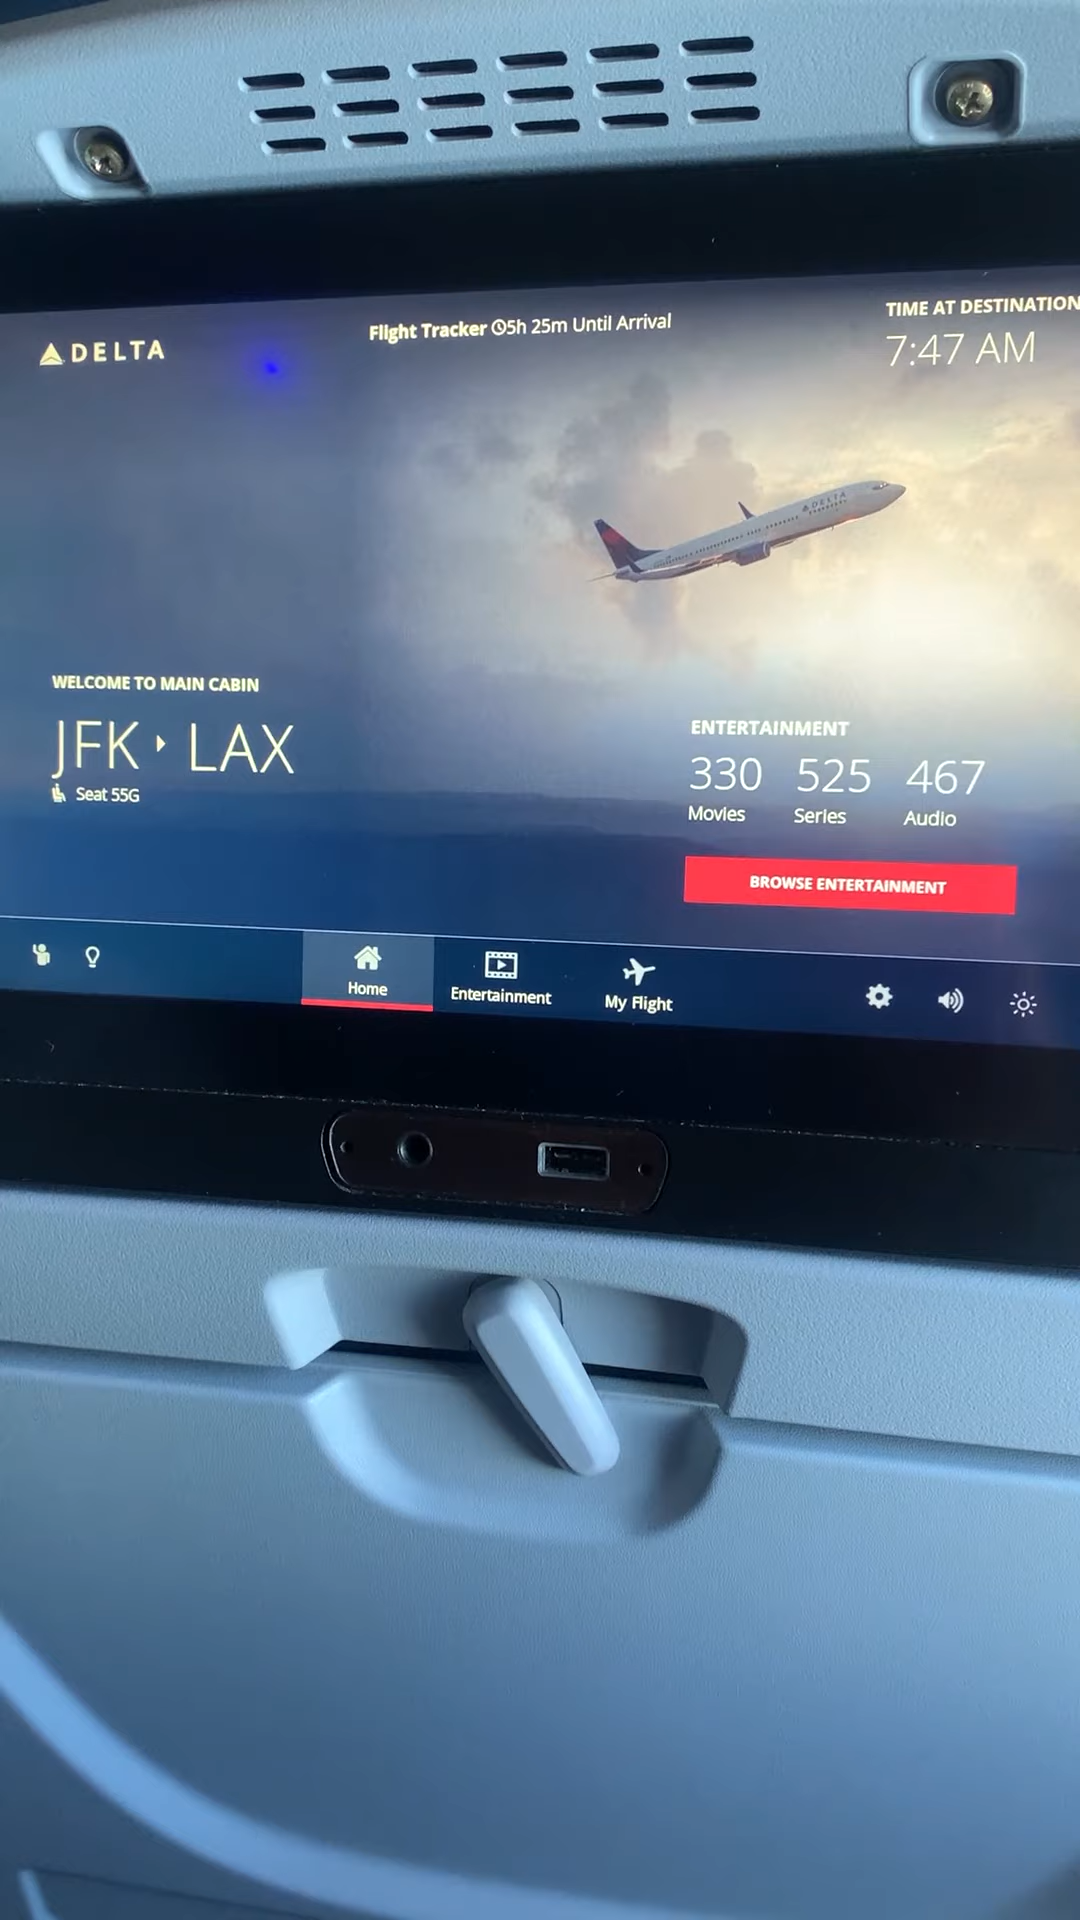 DELTA
Flight Tracker 5h 25m Until Arrival
TIME AT DESTINATION
7:47 AM
DELTA
WELCOME TO MAIN CABIN
JFK LAX
Seat 55G
ENTERTAINMENT
330 525 467
Movies Series Audio
BROWSE ENTERTAINMENT
Home
Entertainment
My Flight